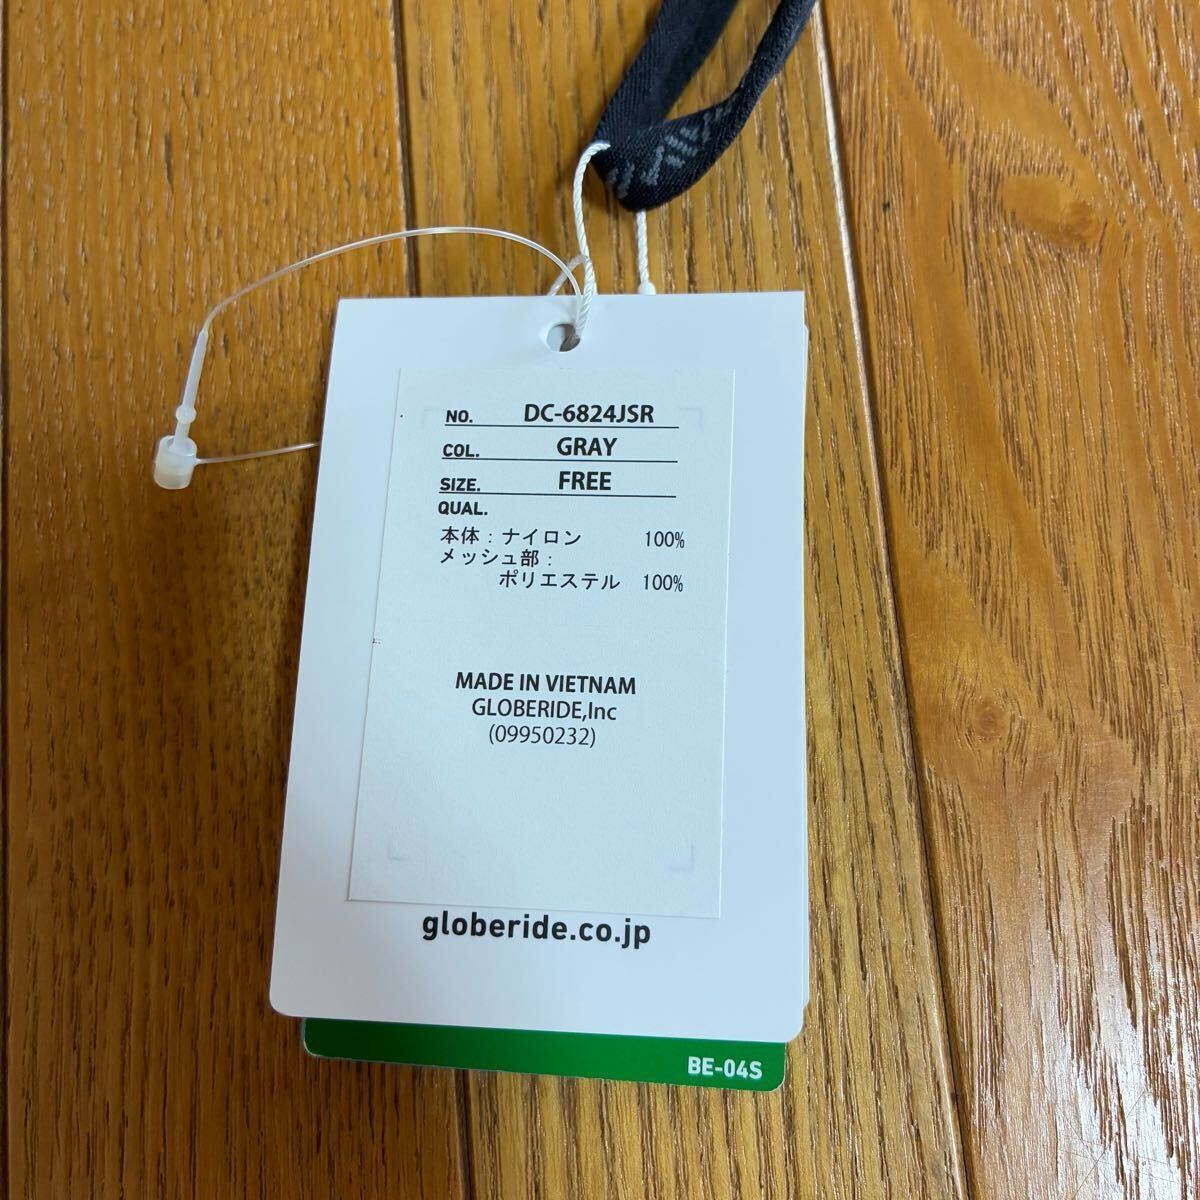 NO. DC-6824JSR
COL. GRAY
SIZE. FREE
QUAL.
本体：ナイロン 100%
メッシュ部：
ポリエステル 100%
MADE IN VIETNAM
GLOBERIDE,Inc
(09950232)
globeride.co.jp
BE-04S